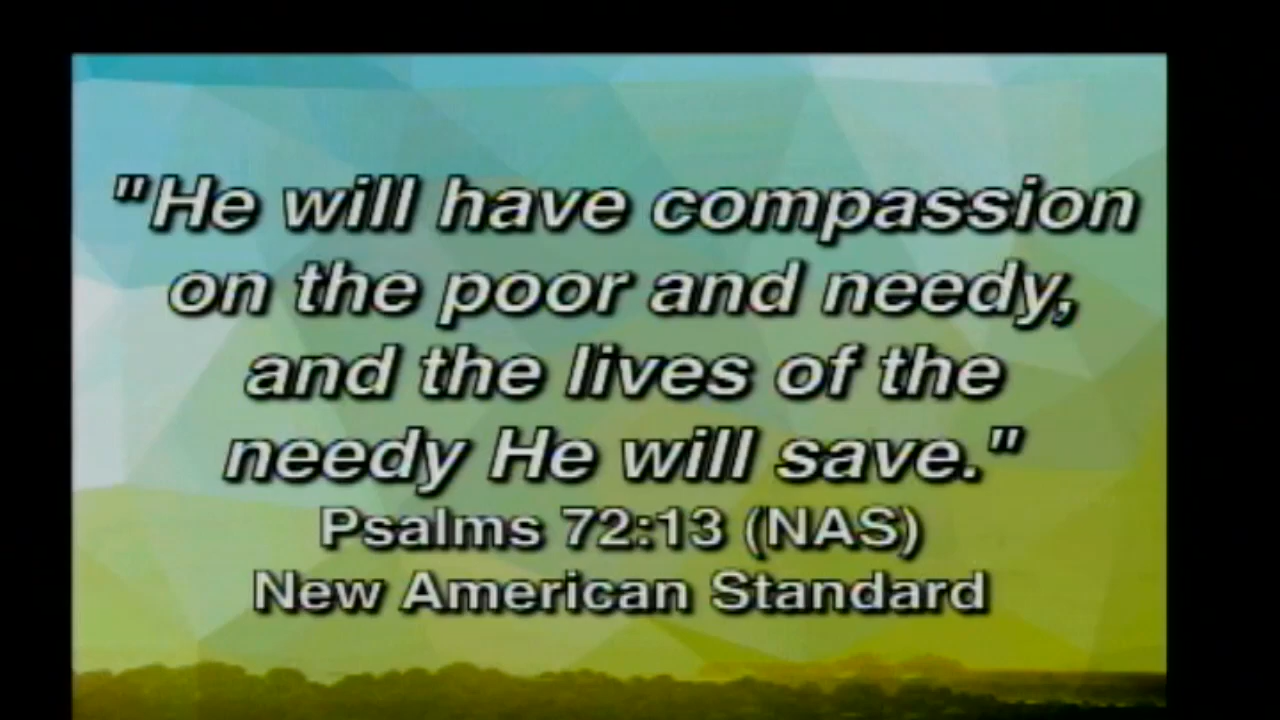 "He will have compassion
on the poor and needy,
and the lives of the
needy He will save."
Psalms 72:13 (NAS)
New American Standard